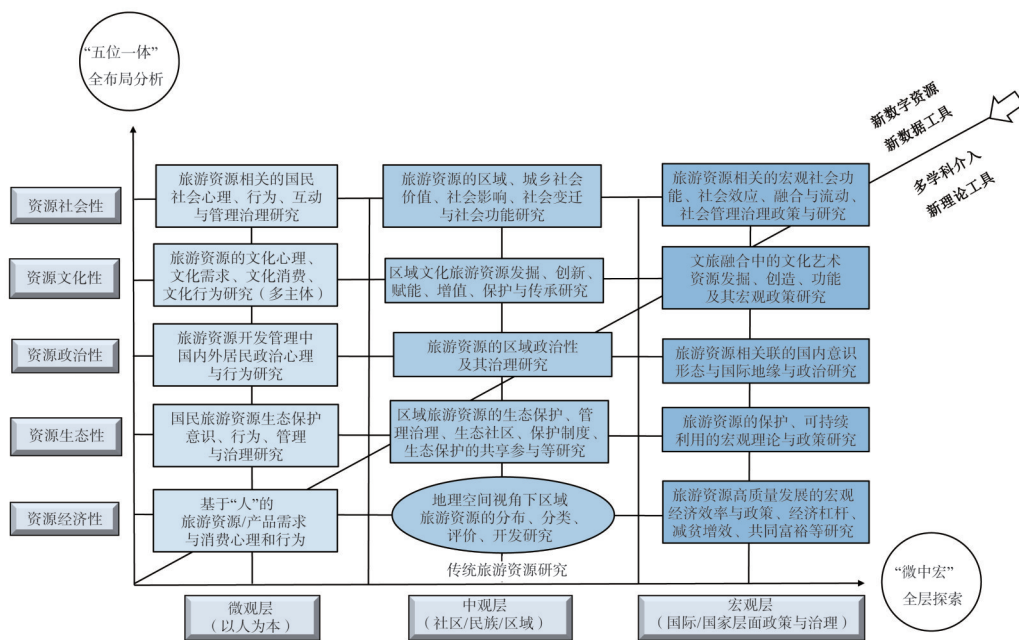 “五位一体”
全布局分析
新数字资源
新数据工具
多学科介入
新理论工具
资源社会性
旅游资源相关的国民
社会心理、行为、互动
与管理治理研究
旅游资源的区域、城乡社会
价值、社会影响、社会变迁
与社会功能研究
旅游资源相关的宏观社会功
能、社会效应、融合与流动、
社会管理治理政策与研究
资源文化性
旅游资源的文化心理、
文化需求、文化消费、
文化行为研究（多主体）
区域文化旅游资源发掘、创新、
赋能、增值、保护与传承研究
文旅融合中的文化艺术
资源发掘、创造、功能
及其宏观政策研究
资源政治性
旅游资源开发管理中
国内外居民政治心理
与行为研究
旅游资源的区域政治性
及其治理研究
旅游资源相关联的国内意识
形态与国际地缘与政治研究
资源生态性
国民旅游资源生态保护
意识、行为、管理
与治理研究
区域旅游资源的生态保护、管
理治理、生态社区、保护制度、
生态保护的共享参与等研究
旅游资源的保护、可持续
利用的宏观理论与政策研究
资源经济性
基于“人”的
旅游资源/产品需求
与消费心理和行为
地理空间视角下区域
旅游资源的分布、分类、
评价、开发研究
旅游资源高质量发展的宏观
经济效率与政策、经济杠杆、
减贫增效、共同富裕等研究
传统旅游资源研究
“微中宏”
全层探索
微观层
（以人为本）
中观层
（社区/民族/区域）
宏观层
（国际/国家层面政策与治理）